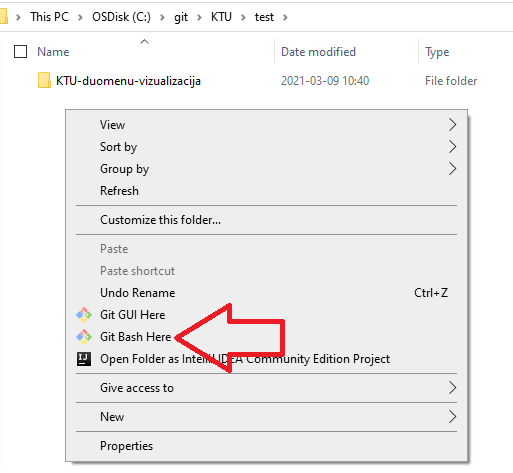 This PC > OSDisk (C:) > git > KTU > test >
Name Date modified Type
KTU-duomenu-vizualizacija 2021-03-09 10:40 File folder
View
Sort by
Group by
Refresh
Customize this folder...
Paste
Paste shortcut
Undo Rename Ctrl+Z
Git GUI Here
Git Bash Here
Open Folder as IntelliJ IDEA Community Edition Project
Give access to
New
Properties